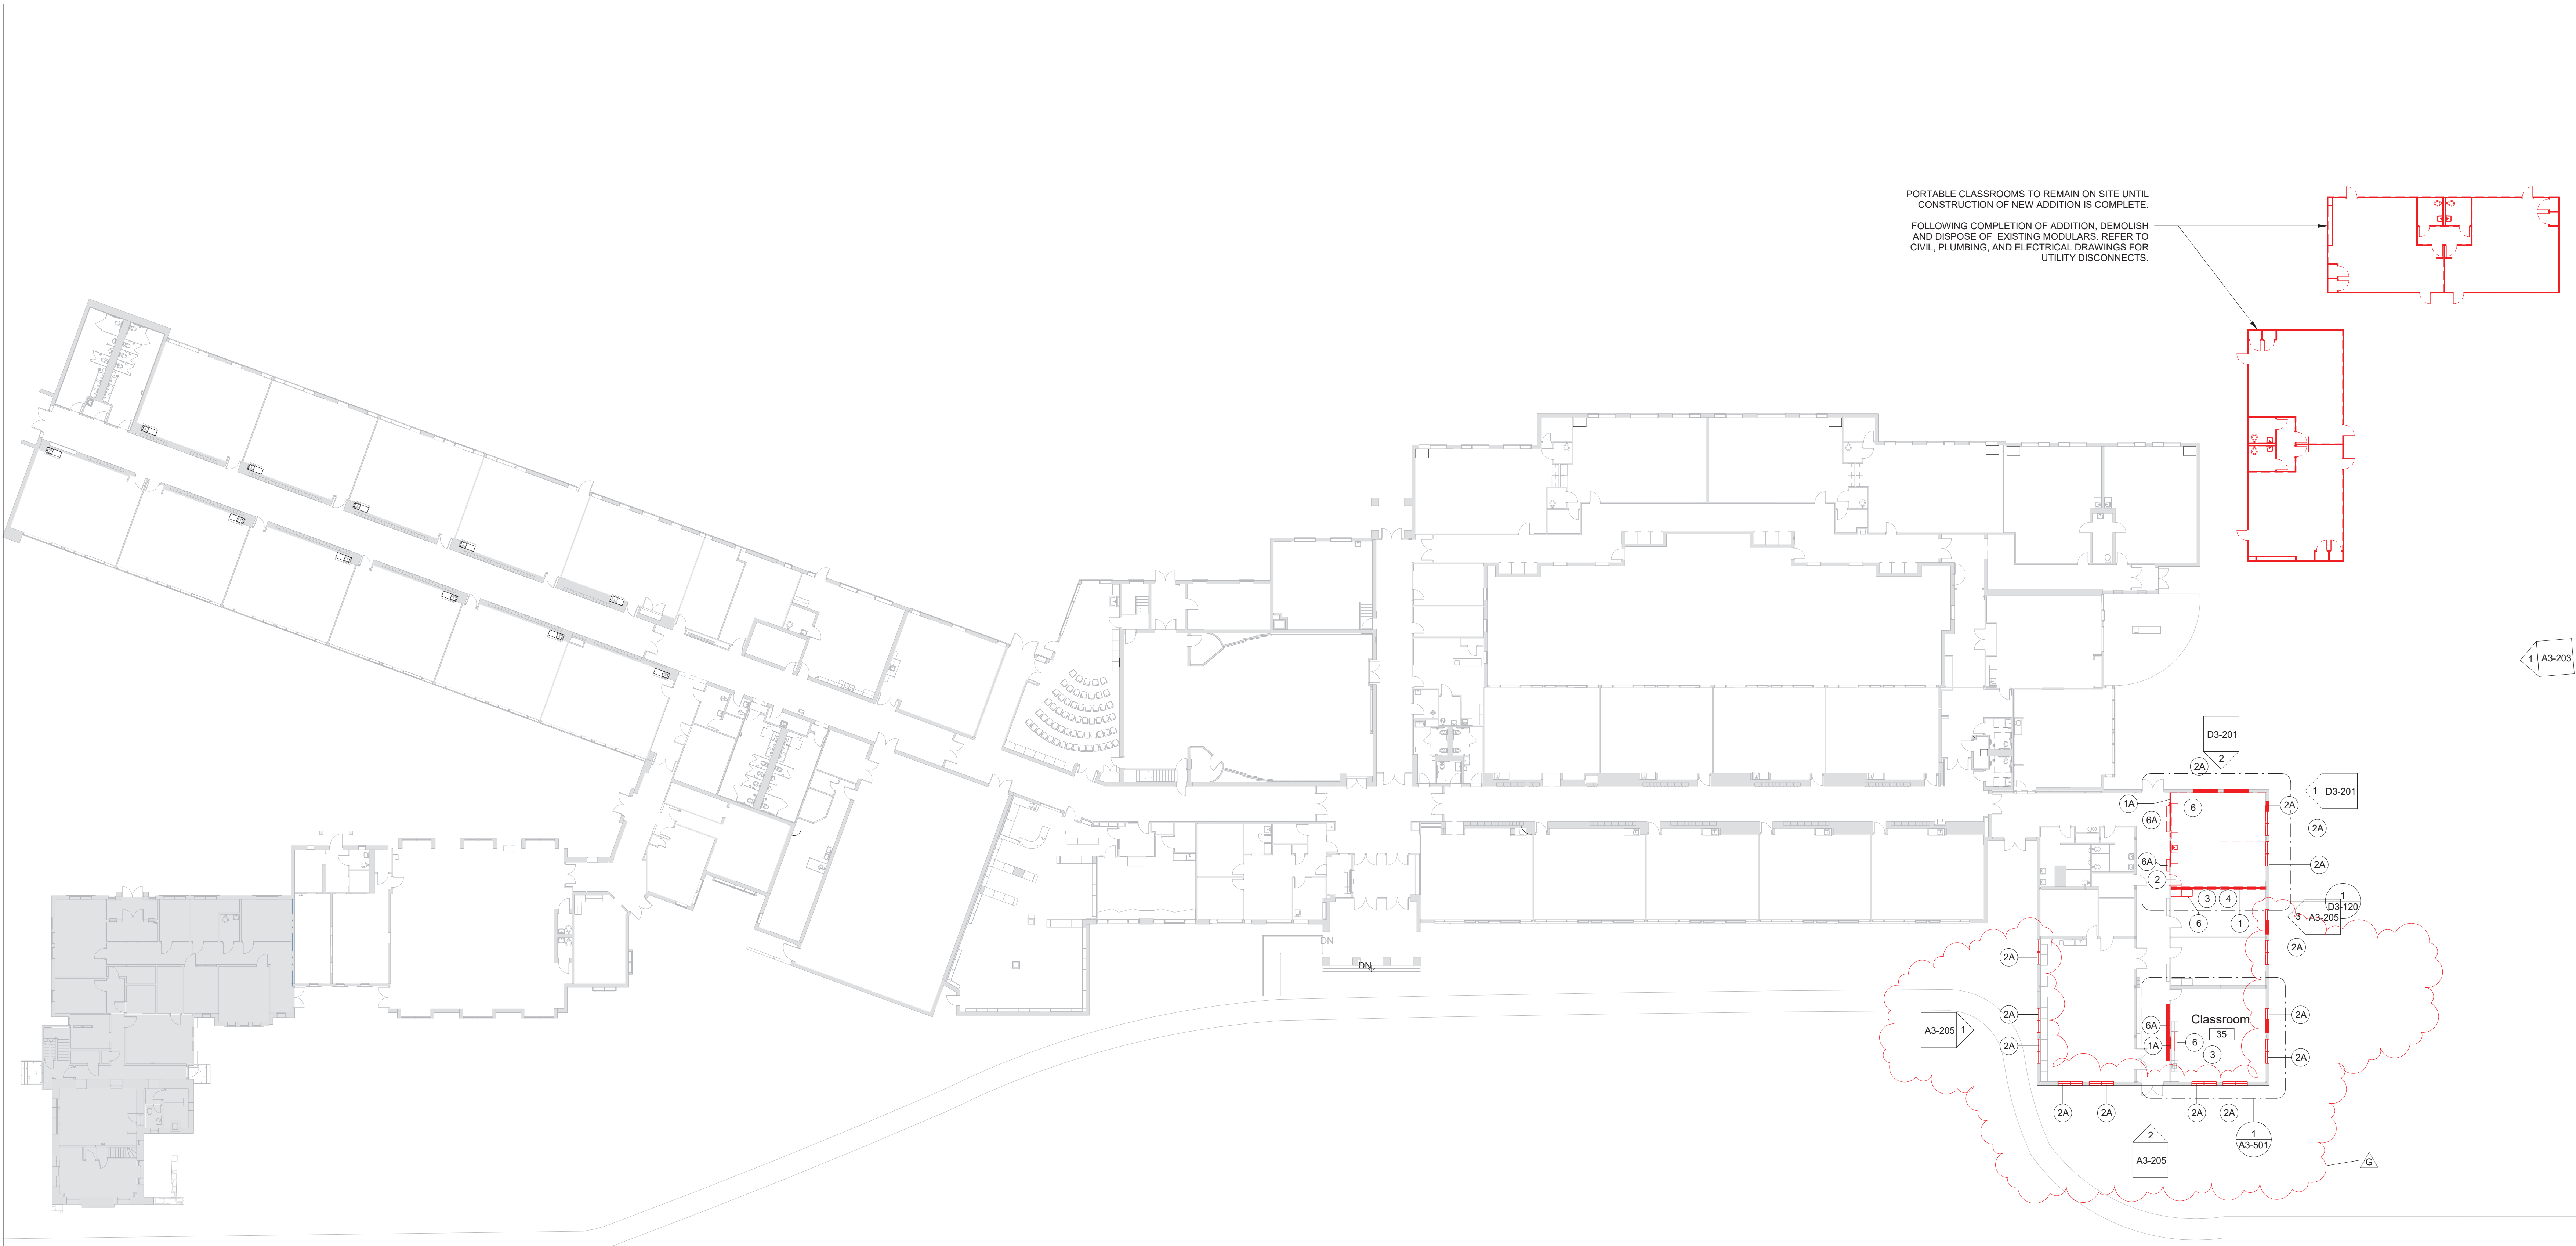 PORTABLE CLASSROOMS TO REMAIN ON SITE UNTIL
CONSTRUCTION OF NEW ADDITION IS COMPLETE.
FOLLOWING COMPLETION OF ADDITION, DEMOLISH
AND DISPOSE OF EXISTING MODULARS. REFER TO
CIVIL, PLUMBING, AND ELECTRICAL DRAWINGS FOR
UTILITY DISCONNECTS.
1 A3-203
D3-201
2
2A
1 D3-201
1A
6
2A
6A
2A
6A
2A
2
3
4
1
D3-120
6
1
3 A3-205
DN
2A
2A
DN
2A
2A
Classroom
A3-205 1
6A
35
2A
1A
6
3
2A
2A
2A
2A
2A
2A
2
A3-205
1
A3-501
G